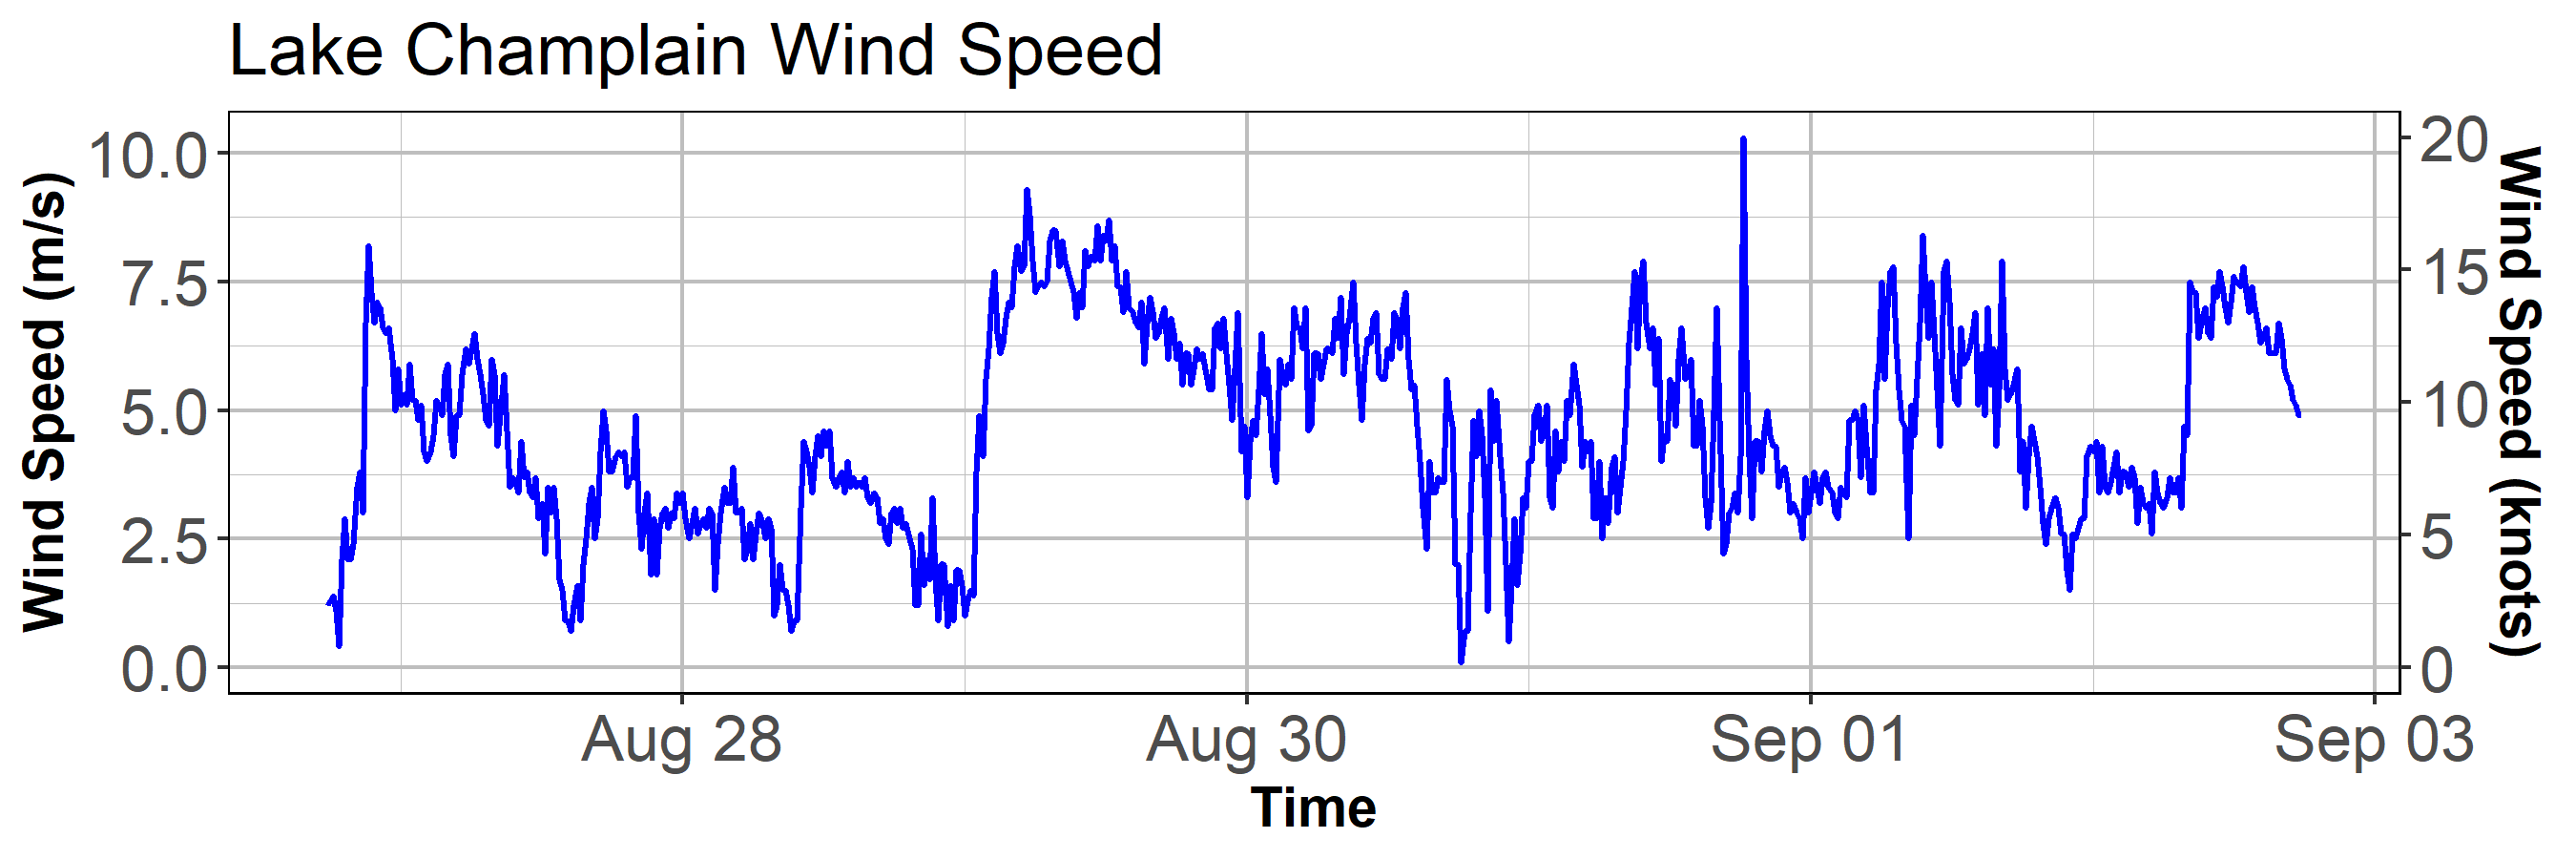 Lake Champlain Wind Speed
Wind Speed (m/s)
10.0
7.5
5.0
2.5
0.0
20
15
10
5
0
Wind Speed (knots)
Aug 28
Aug 30
Sep 01
Sep 03
Time